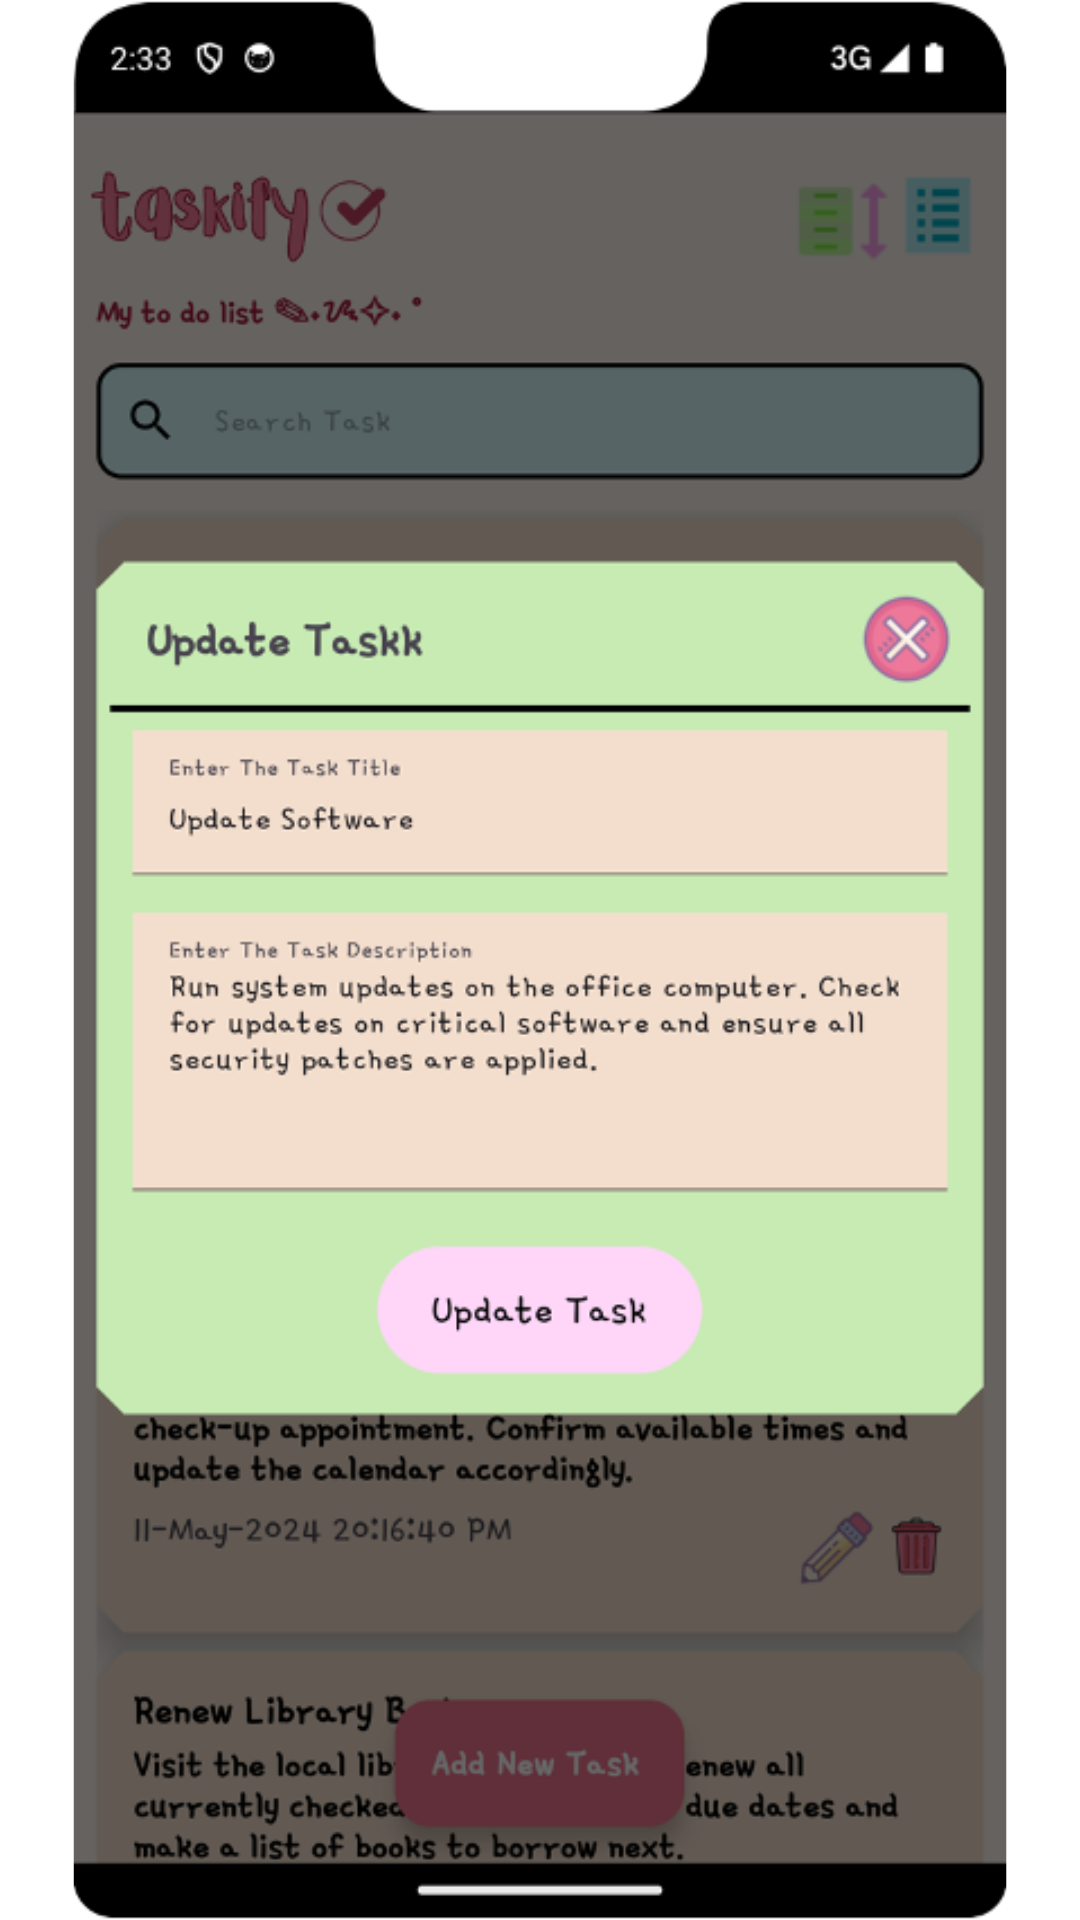 2:33
3G
taskify
My to do list
Search Task
Update Taskk
Enter The Task Title
Update Software
Enter The Task Description
Run system updates on the office computer. Check
for updates on critical software and ensure all
security patches are applied.
Update Task
check-up appointment. Confirm available times and
update the calendar accordingly.
11-May-2024 20:16:40 PM
Renew Library
Add New Task
Visit the local enew all
currently due dates and
make a list of books to borrow next.